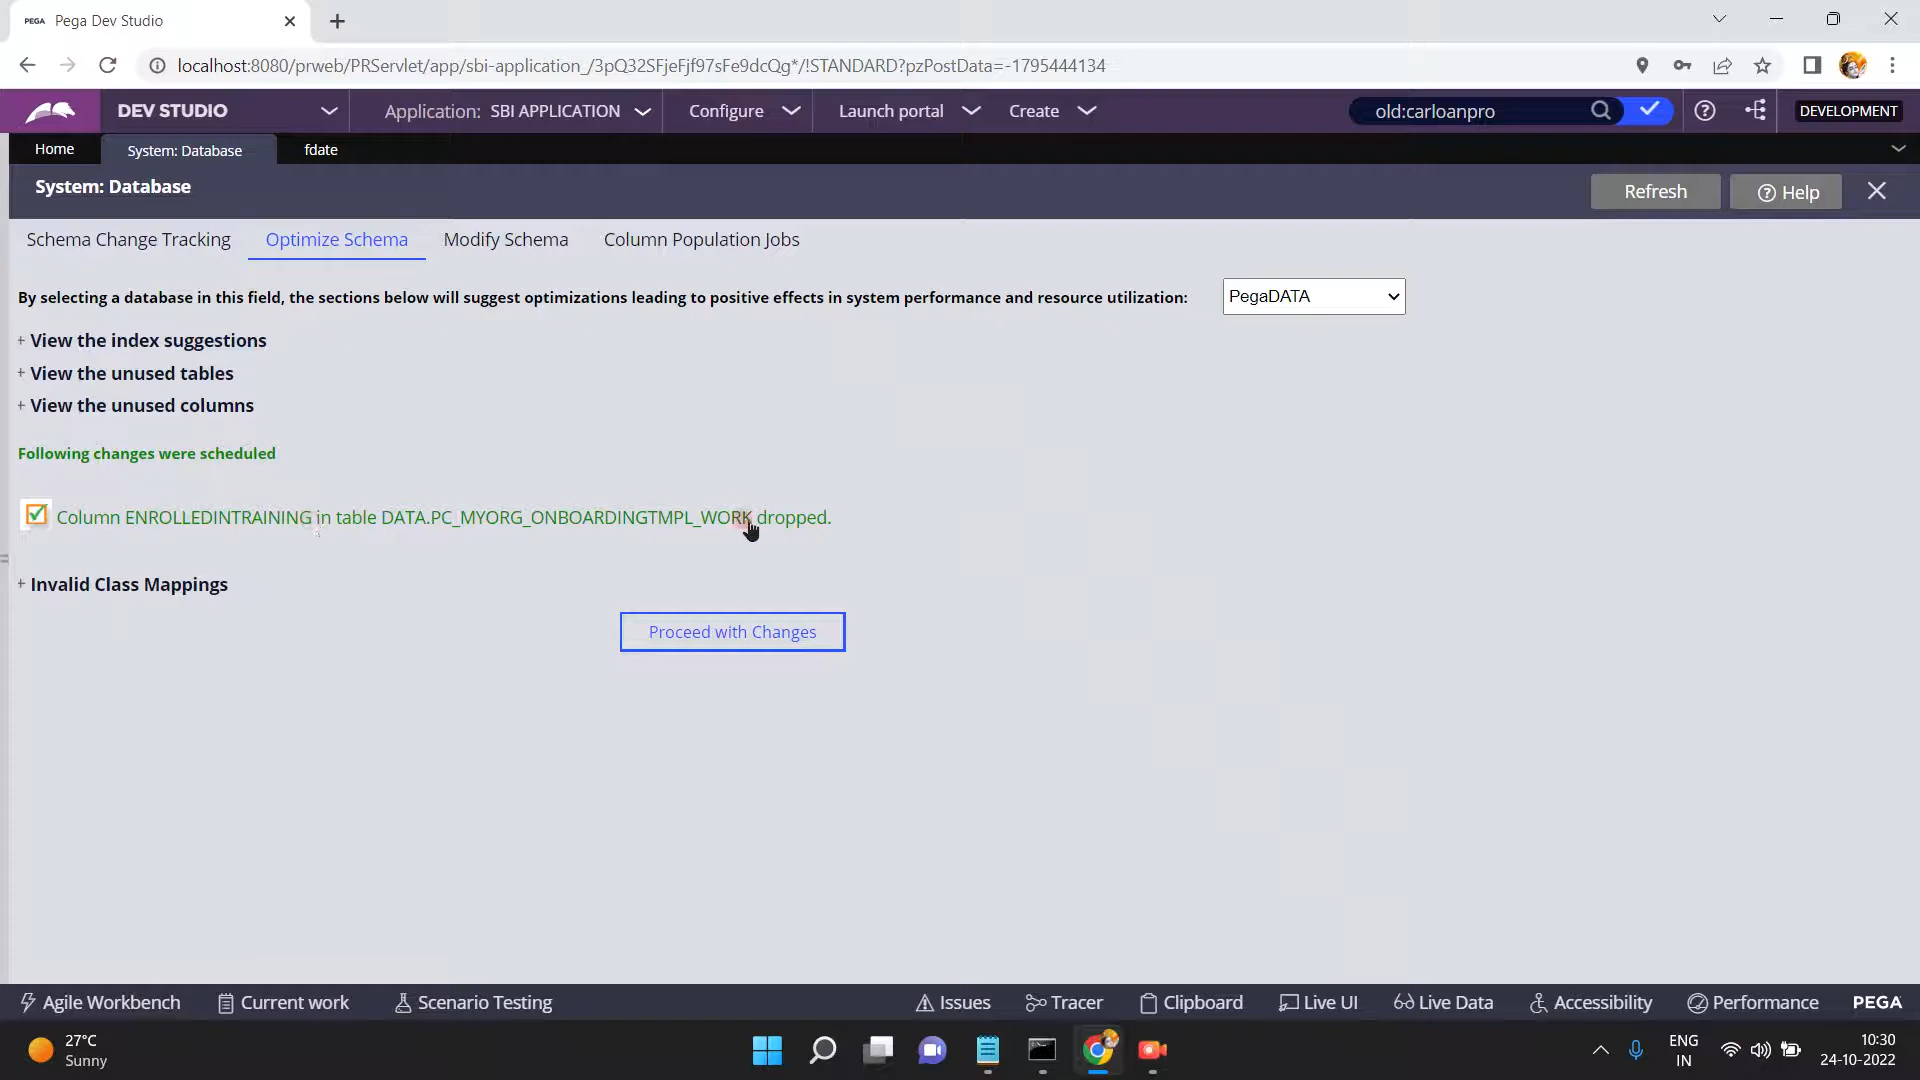 PEGA Pega Dev Studio
localhost:8080/prweb/PRServlet/app/sbi-application_/3pQ32SFjeFjf97sFe9dcQg*/!STANDARD?pzPostData=-1795444134
DEV STUDIO Application: SBI APPLICATION Configure Launch portal Create old:carloanpro DEVELOPMENT
Home System: Database fdate
System: Database Refresh Help
Schema Change Tracking Optimize Schema Modify Schema Column Population Jobs
By selecting a database in this field, the sections below will suggest optimizations leading to positive effects in system performance and resource utilization: PegaDATA
+ View the index suggestions
+ View the unused tables
+ View the unused columns
Following changes were scheduled
Column ENROLLEDINTRAINING in table DATA.PC_MYORG_ONBOARDINGTMPL_WORK dropped.
+ Invalid Class Mappings
Proceed with Changes
Agile Workbench Current work Scenario Testing Issues Tracer Clipboard Live UI Live Data Accessibility Performance PEGA
27°C
Sunny
ENG
IN
10:30
24-10-2022